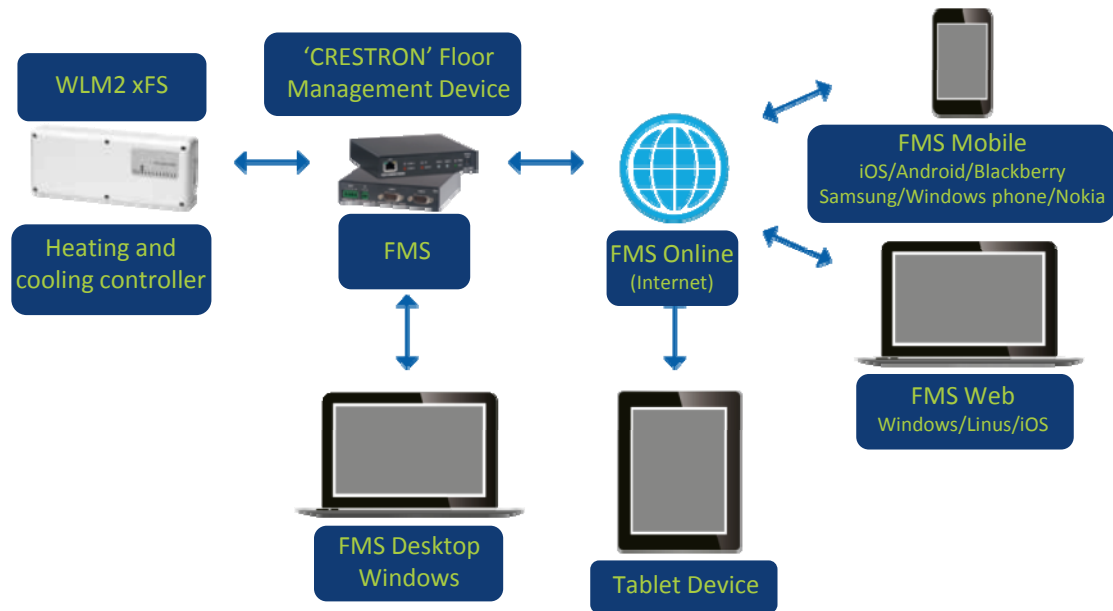 WLM2 xFS
Heating and
cooling controller
‘CRESTRON’ Floor
Management Device
FMS
FMS Desktop
Windows
FMS Online
(Internet)
Tablet Device
FMS Mobile
iOS/Android/Blackberry
Samsung/Windows phone/Nokia
FMS Web
Windows/Linus/iOS